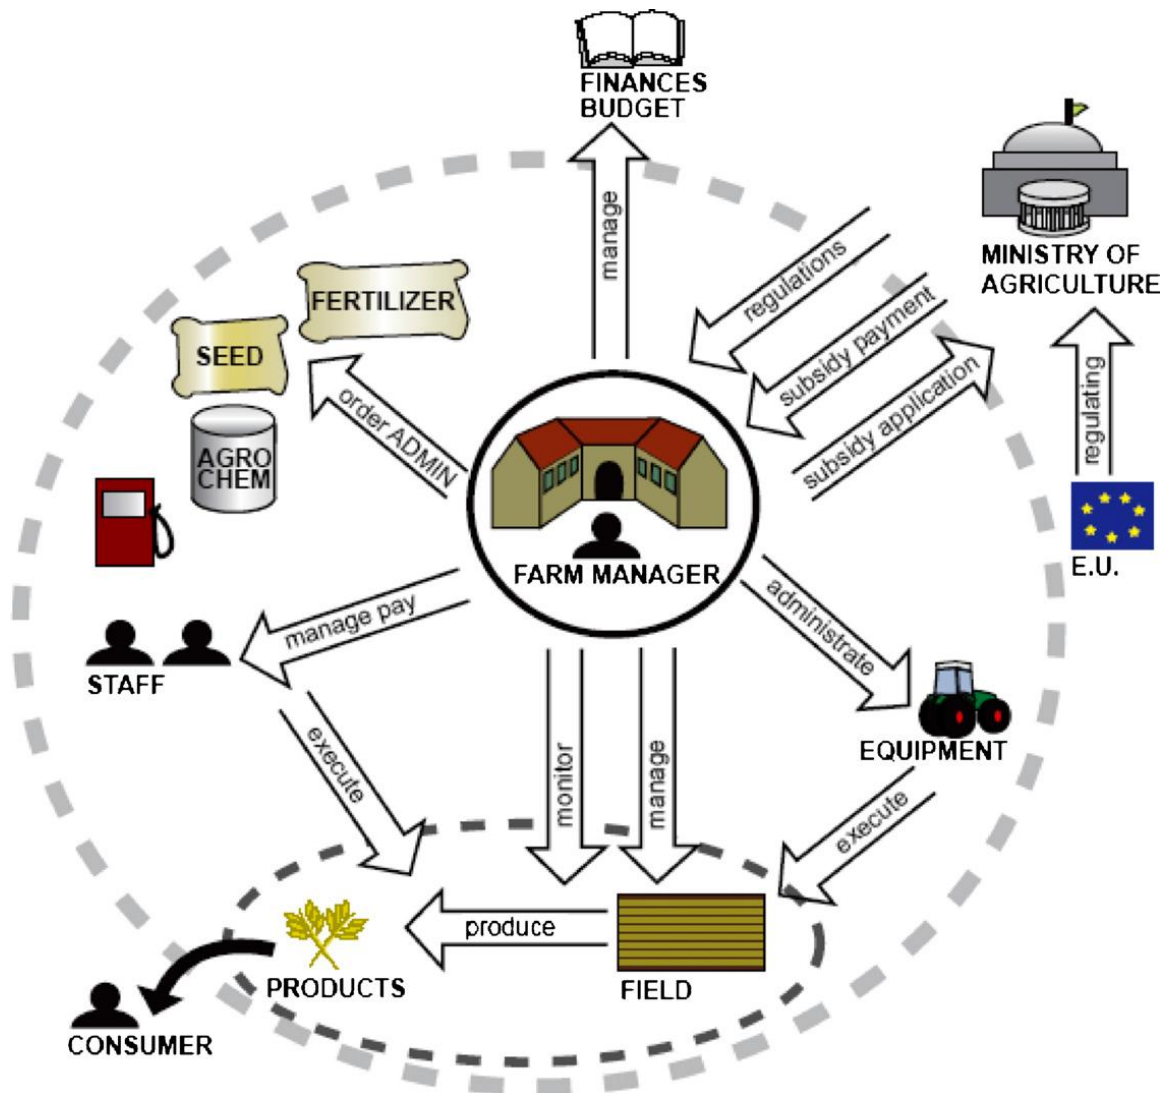 FINANCES
BUDGET
manage
MINISTRY OF
AGRICULTURE
regulations
subsidy payment
subsidy application
regulating
E.U.
FERTILIZER
SEED
AGRO
CHEM
order ADMIN
FARM MANAGER
manage pay
STAFF
administrate
EQUIPMENT
execute
monitor
manage
execute
produce
PRODUCTS
FIELD
CONSUMER